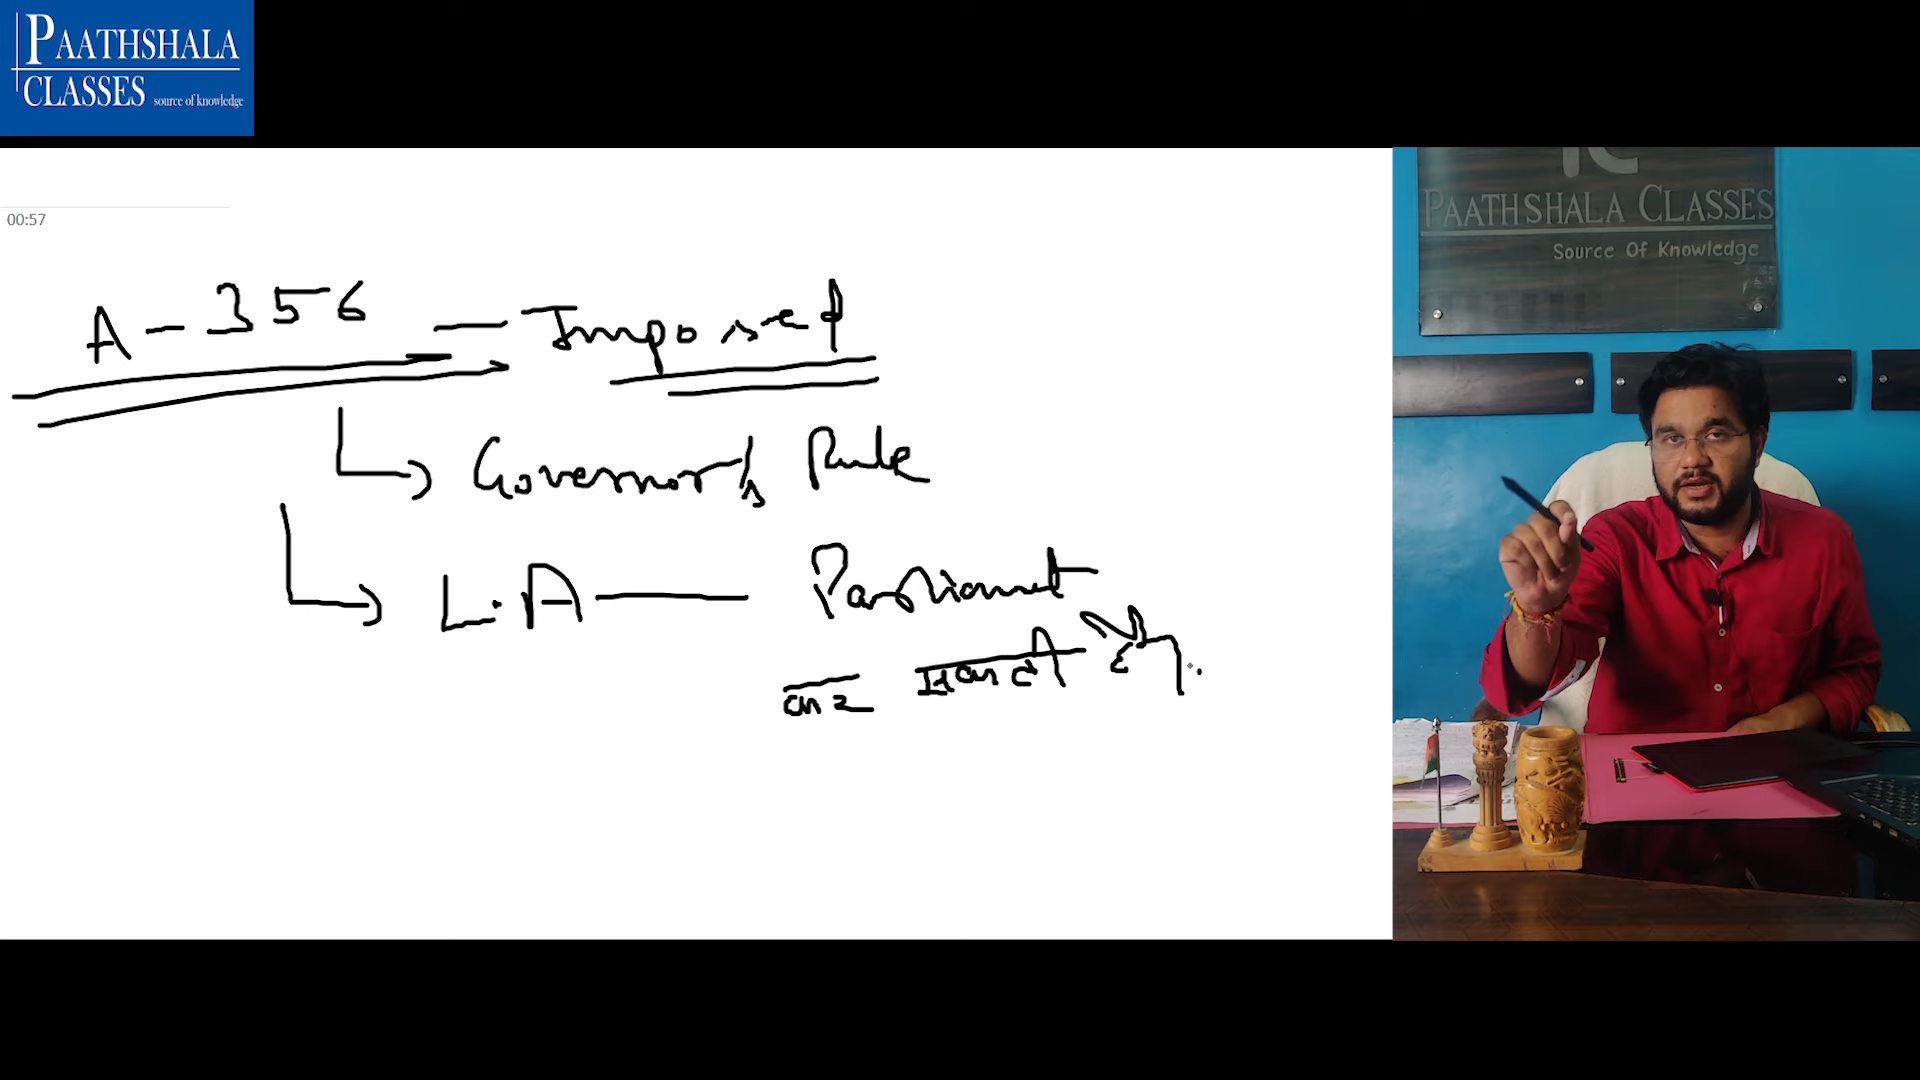 PAATHSHALA
CLASSES source of knowledge
00:57
A - 356 — Imposed
Governor's Rule
L.A — Parliament
PAATHSHALA CLASSES
Source Of Knowledge